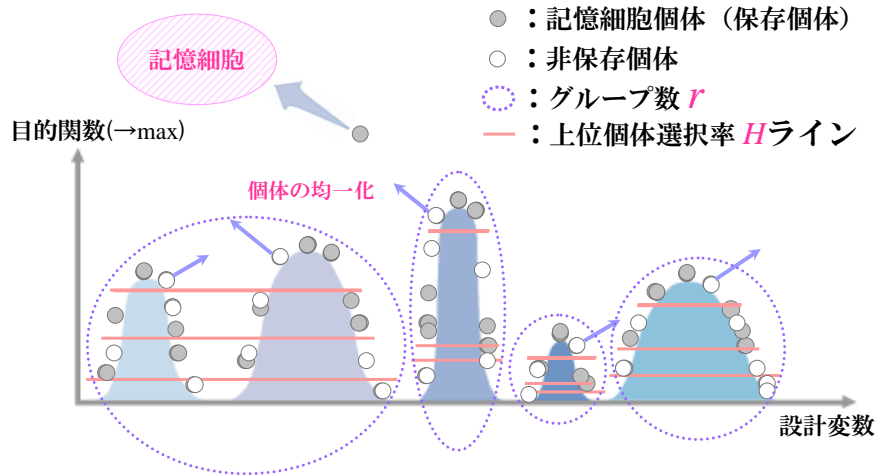 ：記憶細胞個体（保存個体）
：非保存個体
：グループ数 r
：上位個体選択率 Hライン
記憶細胞
目的関数(→max)
個体の均一化
設計変数